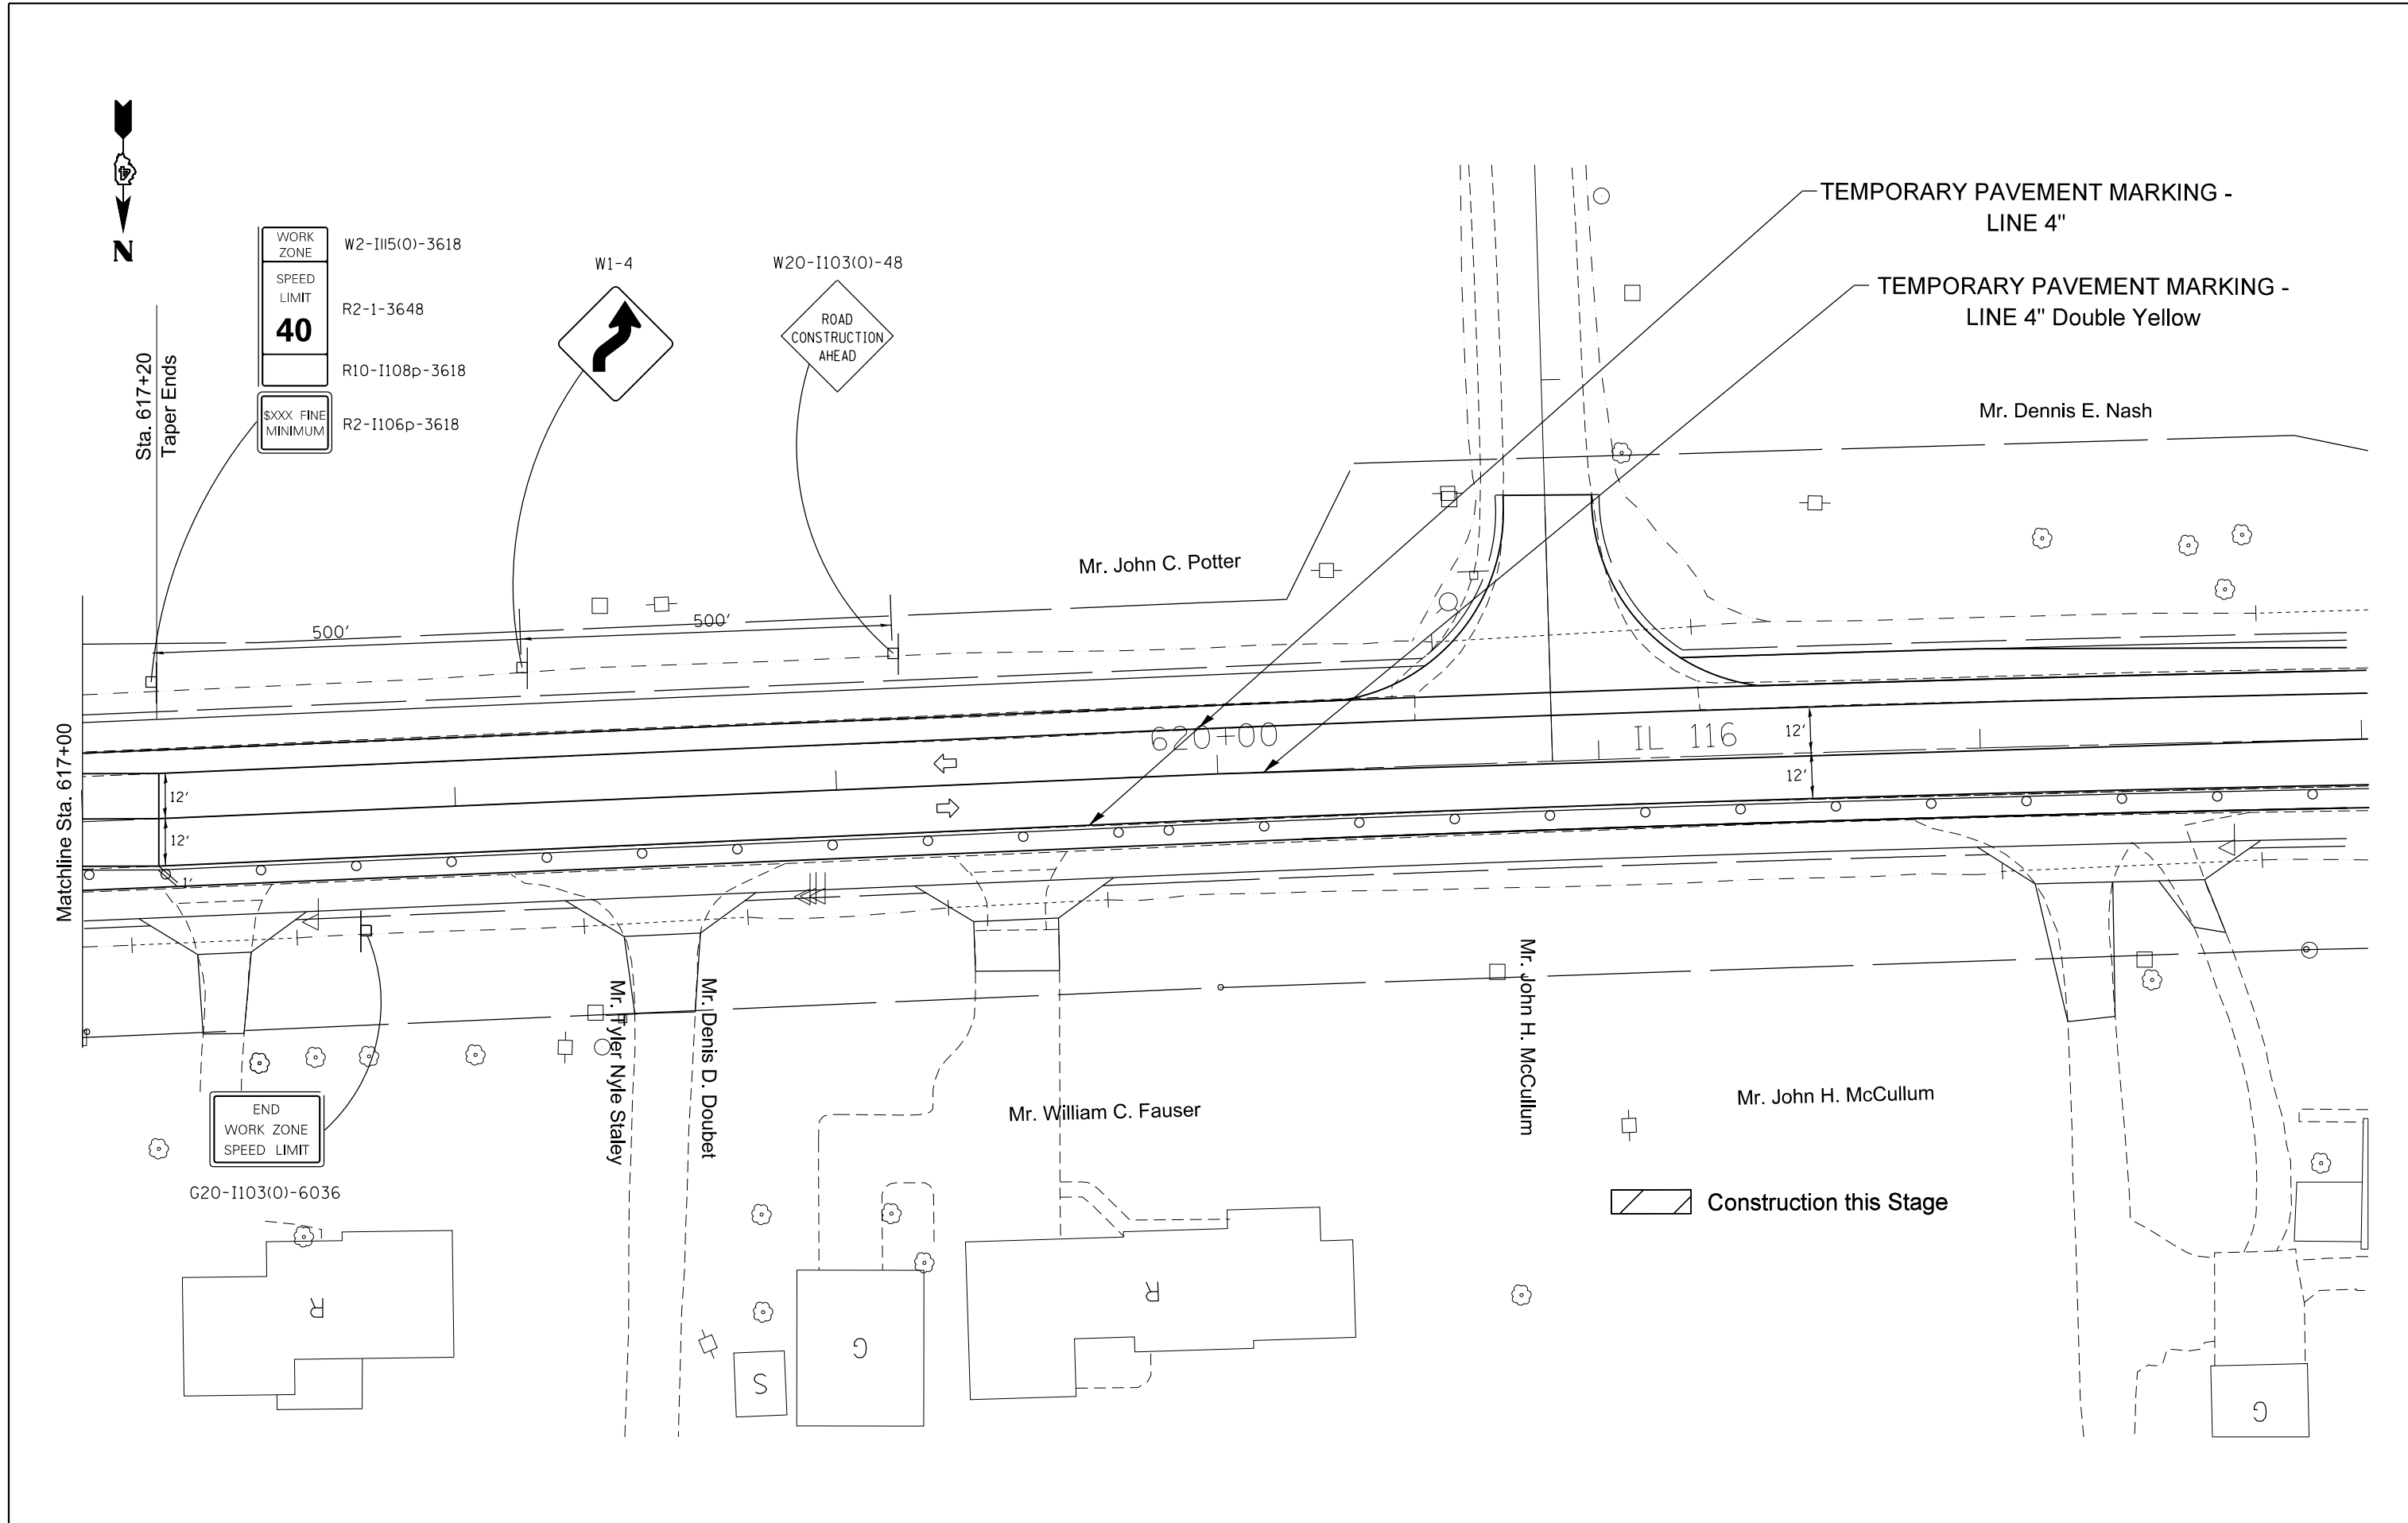 N
WORK
ZONE
W2-I115(0)-3618
SPEED
LIMIT
40
R2-1-3648
R10-I108p-3618
$XXX FINE
MINIMUM
R2-I106p-3618
W1-4
W20-I103(0)-48
ROAD
CONSTRUCTION
AHEAD
TEMPORARY PAVEMENT MARKING -
LINE 4"
TEMPORARY PAVEMENT MARKING -
LINE 4" Double Yellow
Sta. 617+20
Taper Ends
Mr. Dennis E. Nash
Mr. John C. Potter
500'
500'
620+00
IL 116
12'
12'
Matchline Sta. 617+00
12'
12'
1'
Mr. Tyler Nyle Staley
Mr. Denis D. Doubet
Mr. William C. Fauser
Mr. John H. McCullum
Mr. John H. McCullum
END
WORK ZONE
SPEED LIMIT
G20-I103(0)-6036
Construction this Stage
R
S
G
R
G